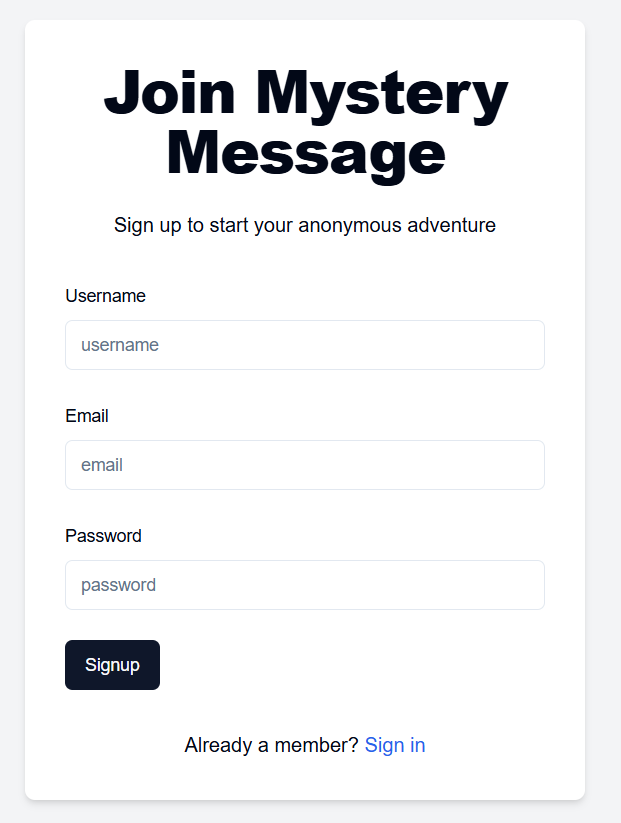 Join Mystery
Message
Sign up to start your anonymous adventure
Username
username
Email
email
Password
password
Signup
Already a member? Sign in